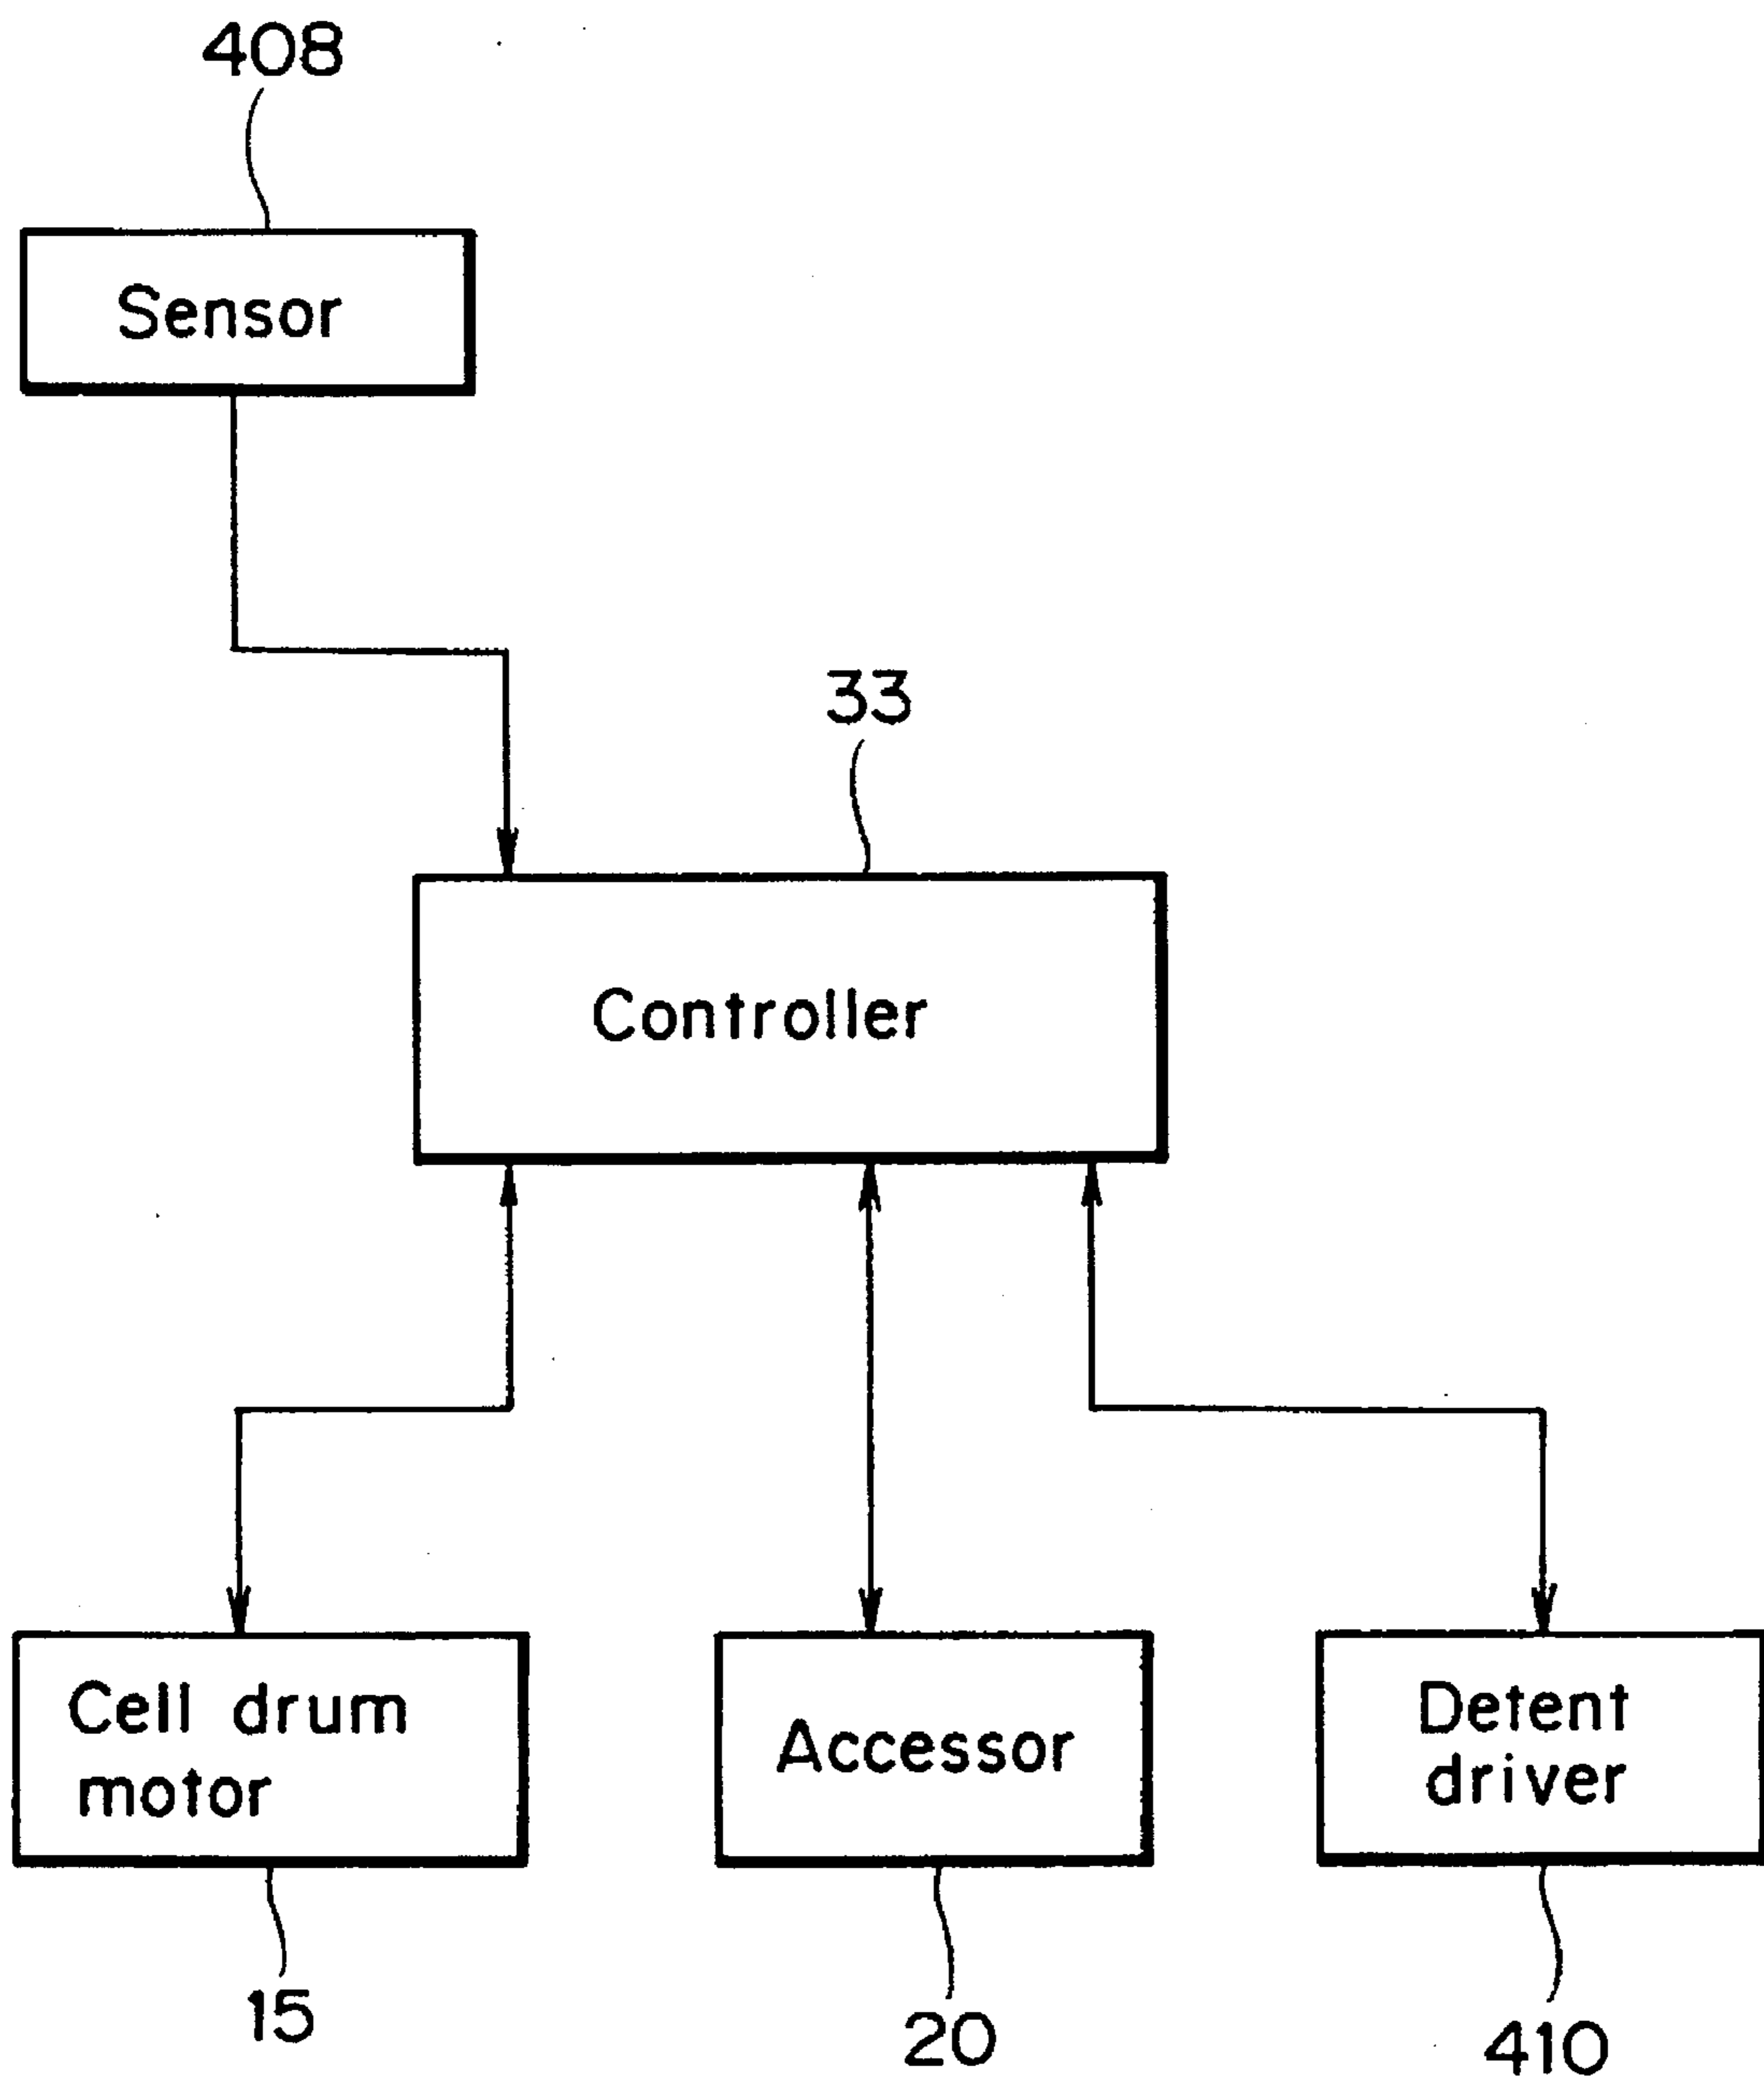 408
Sensor
33
Controller
Cell drum
motor
Accessor
Detent
driver
15
20
410